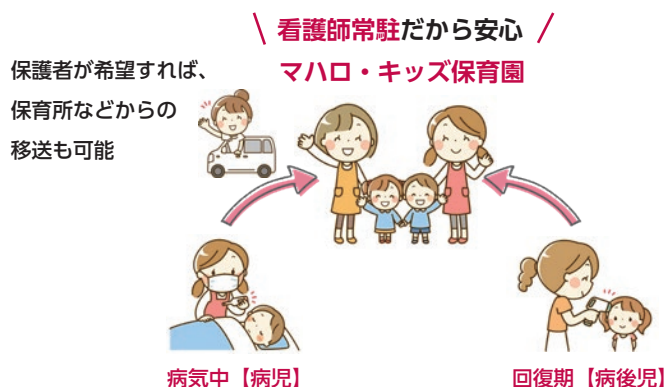 看護師常駐だから安心
マハロ・キッズ保育園
保護者が希望すれば、
保育所などからの
移送も可能
病気中【病児】
回復期【病後児】